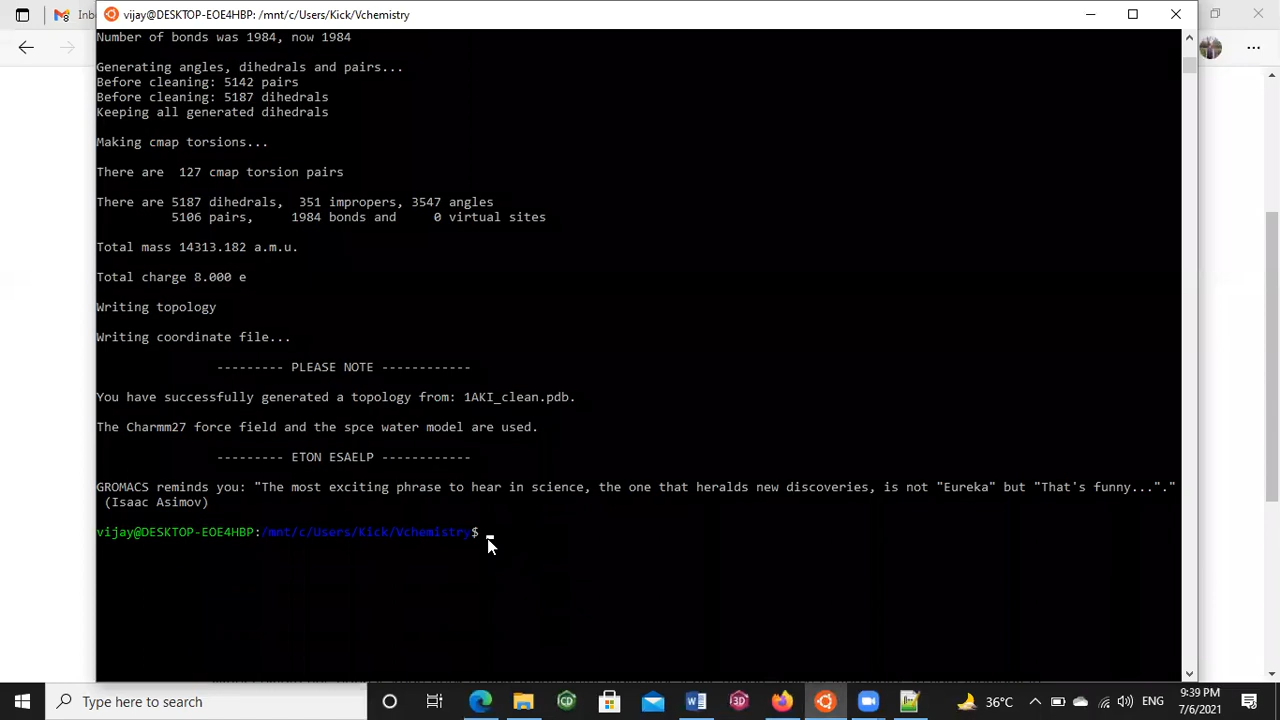 Inb
vijay@DESKTOP-EOE4HBP: /mnt/c/Users/Kick/Vchemistry
Number of bonds was 1984, now 1984
Generating angles, dihedrals and pairs...
Before cleaning: 5142 pairs
Before cleaning: 5187 dihedrals
Keeping all generated dihedrals
Making cmap torsions...
There are  127 cmap torsion pairs
There are 5187 dihedrals,  351 impropers, 3547 angles
          5106 pairs,     1984 bonds and     0 virtual sites
Total mass 14313.182 a.m.u.
Total charge 8.000 e
Writing topology
Writing coordinate file...
--------- PLEASE NOTE ------------
You have successfully generated a topology from: 1AKI_clean.pdb.
The Charmm27 force field and the spce water model are used.
--------- ETON ESAELP ------------
GROMACS reminds you: "The most exciting phrase to hear in science, the one that heralds new discoveries, is not "Eureka" but "That's funny..."."
(Isaac Asimov)
vijay@DESKTOP-EOE4HBP:/mnt/c/Users/Kick/Vchemistry$
Type here to search
36°C
ENG
9:39 PM
7/6/2021